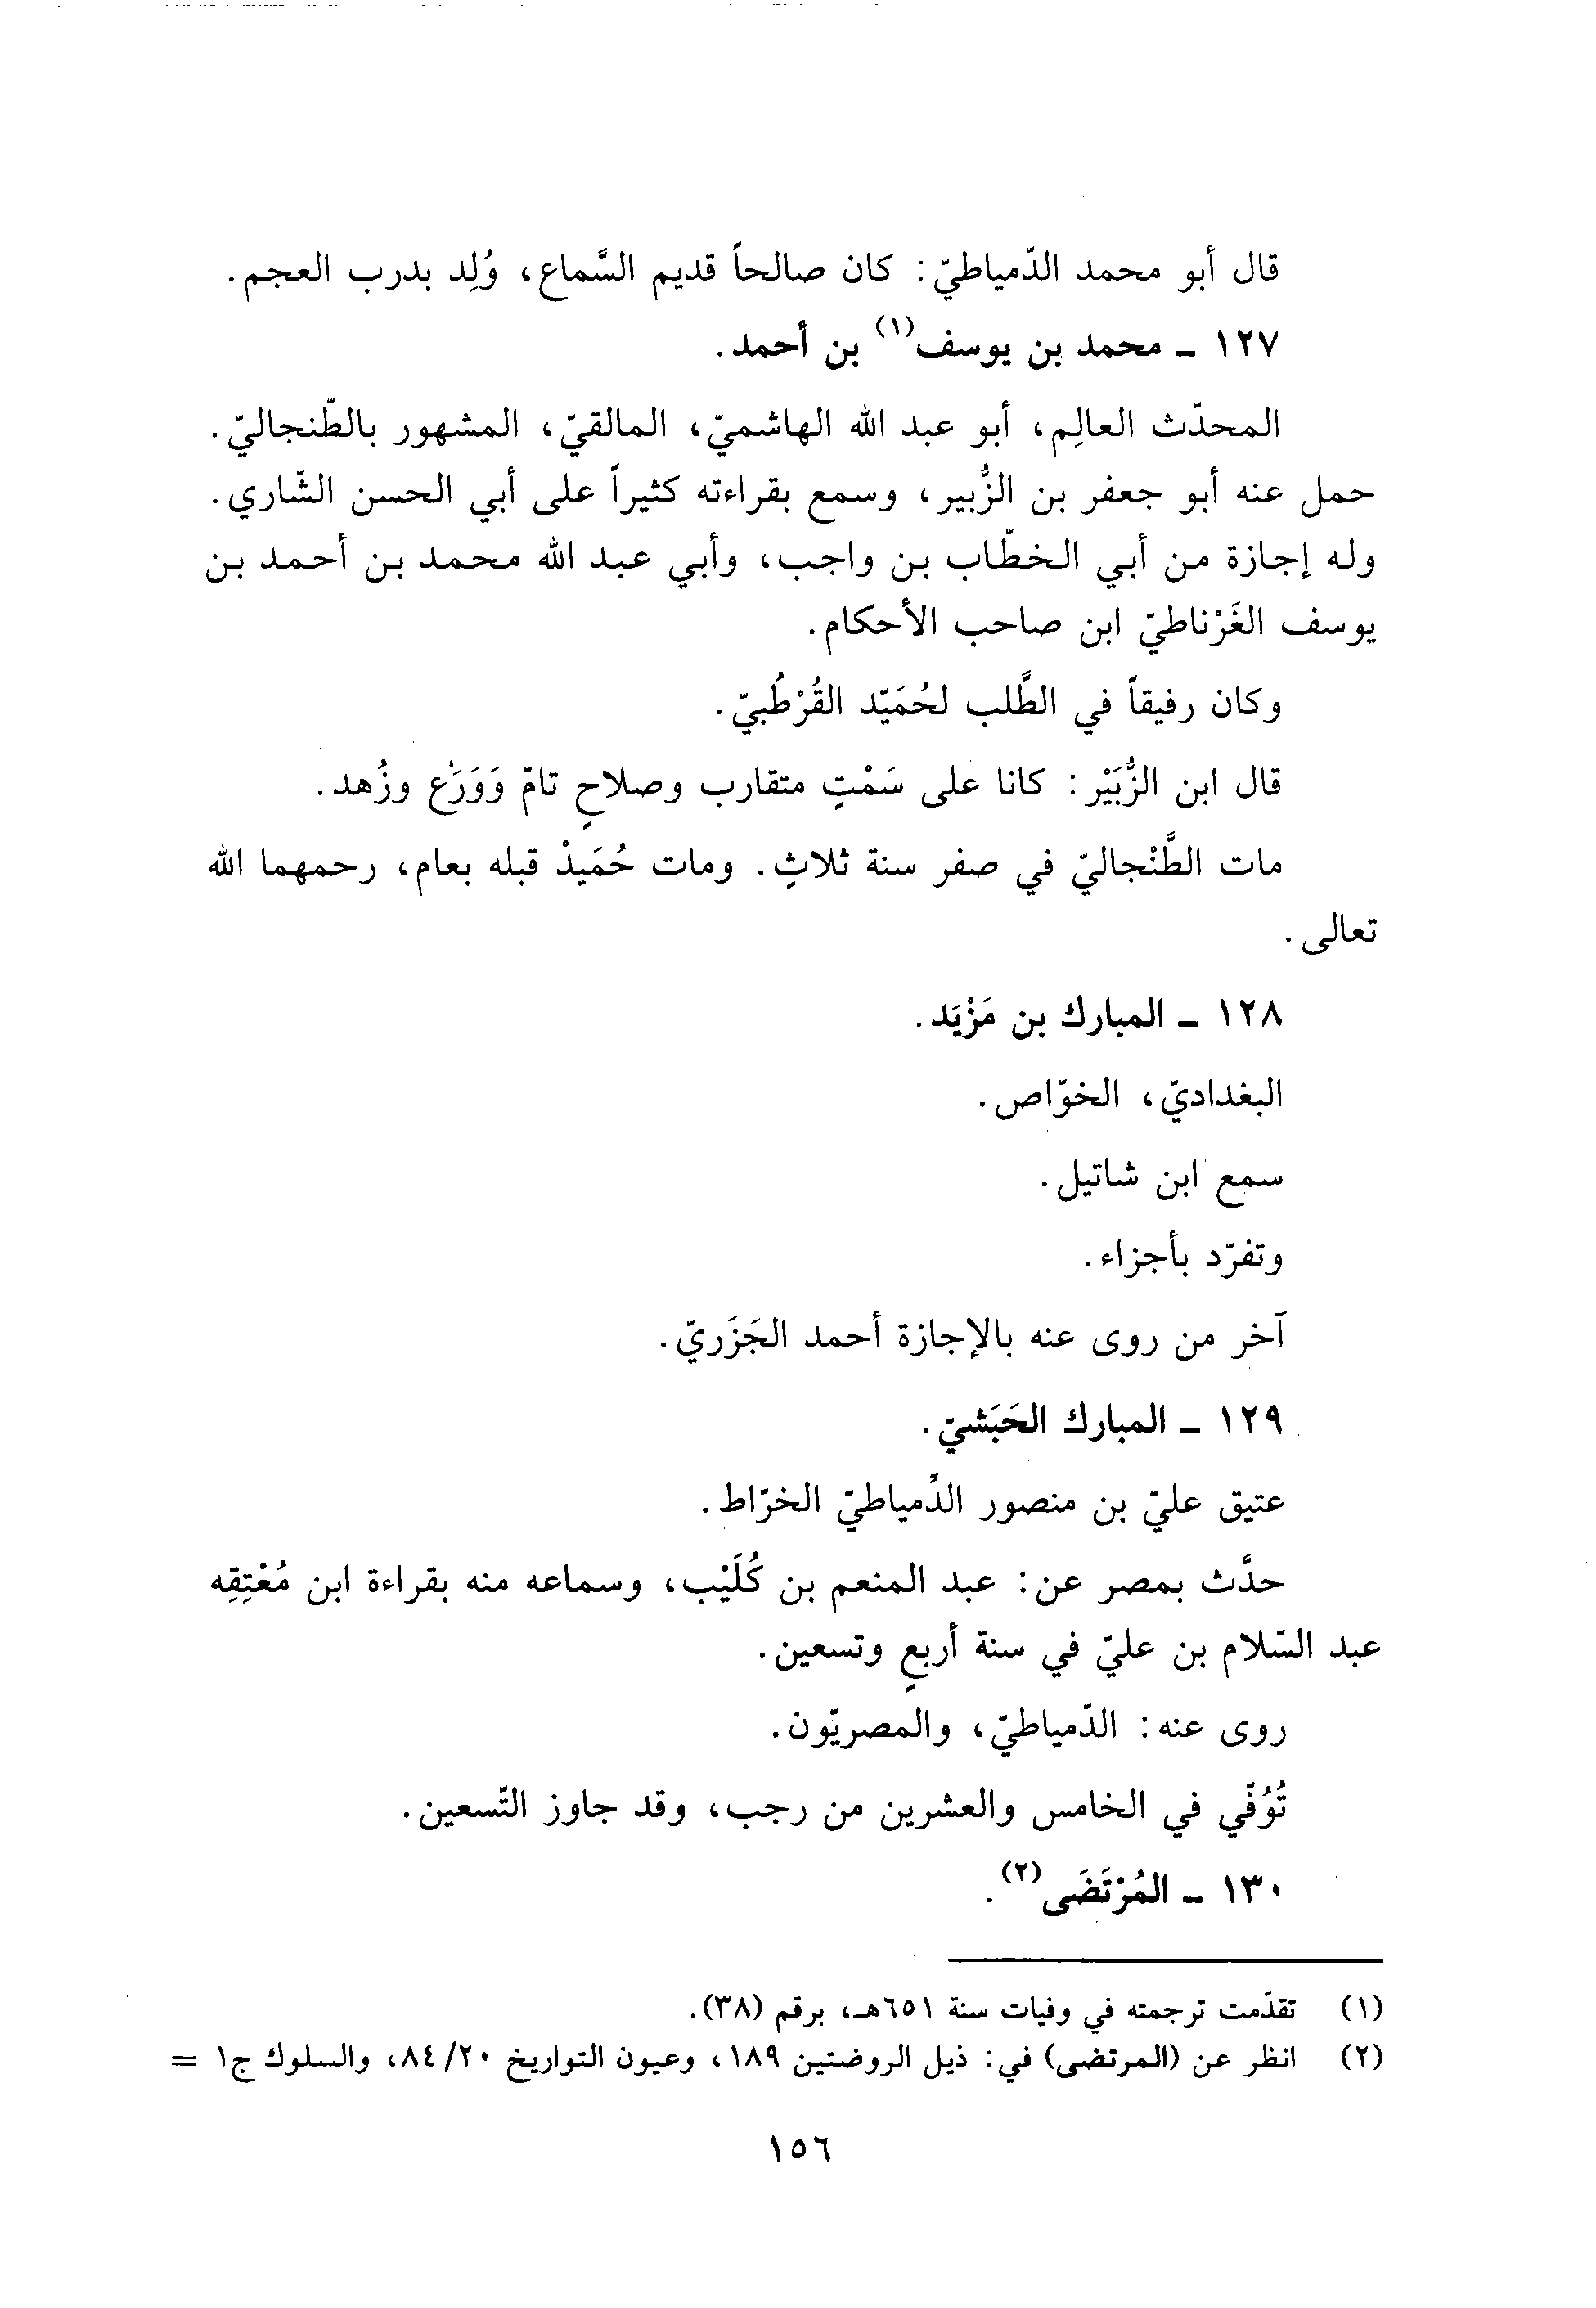 قال أبو محمد الدّمياطيّ: كان صالحاً قديم السَّماع، وُلِد بدرب العجم.
١٢٧ ـ محمد بن يوسف(١) بن أحمد.
المحدّث العالِم، أبو عبد الله الهاشميّ، المالقيّ، المشهور بالطّنجاليّ.
حمل عنه أبو جعفر بن الزُّبير، وسمع بقراءته كثيراً على أبي الحسن الشّاري.
وله إجازة من أبي الخطّاب بن واجب، وأبي عبد الله محمد بن أحمد بن
يوسف الغَرْناطيّ ابن صاحب الأحكام.
وكان رفيقاً في الطَّلب لحُمَيّد القُرْطُبيّ.
قال ابن الزُّبَيْر: كانا على سَمْتٍ متقارب وصلاحٍ تامّ وَوَرَع وزُهد.
مات الطَّنْجاليّ في صفر سنة ثلاثٍ. ومات حُمَيدْ قبله بعام، رحمهما الله
تعالى.
١٢٨ ـ المبارك بن مَزْيَد.
البغداديّ، الخوّاص.
سمع ابن شاتيل.
وتفرّد بأجزاء.
آخر من روى عنه بالإجازة أحمد الجَزَريّ.
١٢٩ ـ المبارك الحَبَشيّ.
عتيق عليّ بن منصور الدِّمياطيّ الخرّاط.
حدَّث بمصر عن: عبد المنعم بن كُلَيْب، وسماعه منه بقراءة ابن مُعْتِقِه
عبد السّلام بن عليّ في سنة أربعٍ وتسعين.
روى عنه: الدّمياطيّ، والمصريّون.
تُوُفّي في الخامس والعشرين من رجب، وقد جاوز التّسعين.
١٣٠ ـ المُرْتَضَى(٢).
(١) تقدّمت ترجمته في وفيات سنة ٦٥١هـ، برقم (٣٨).
(٢) انظر عن (المرتضى) في: ذيل الروضتين ١٨٩، وعيون التواريخ ٢٠/ ٨٤، والسلوك ج١ =
١٥٦